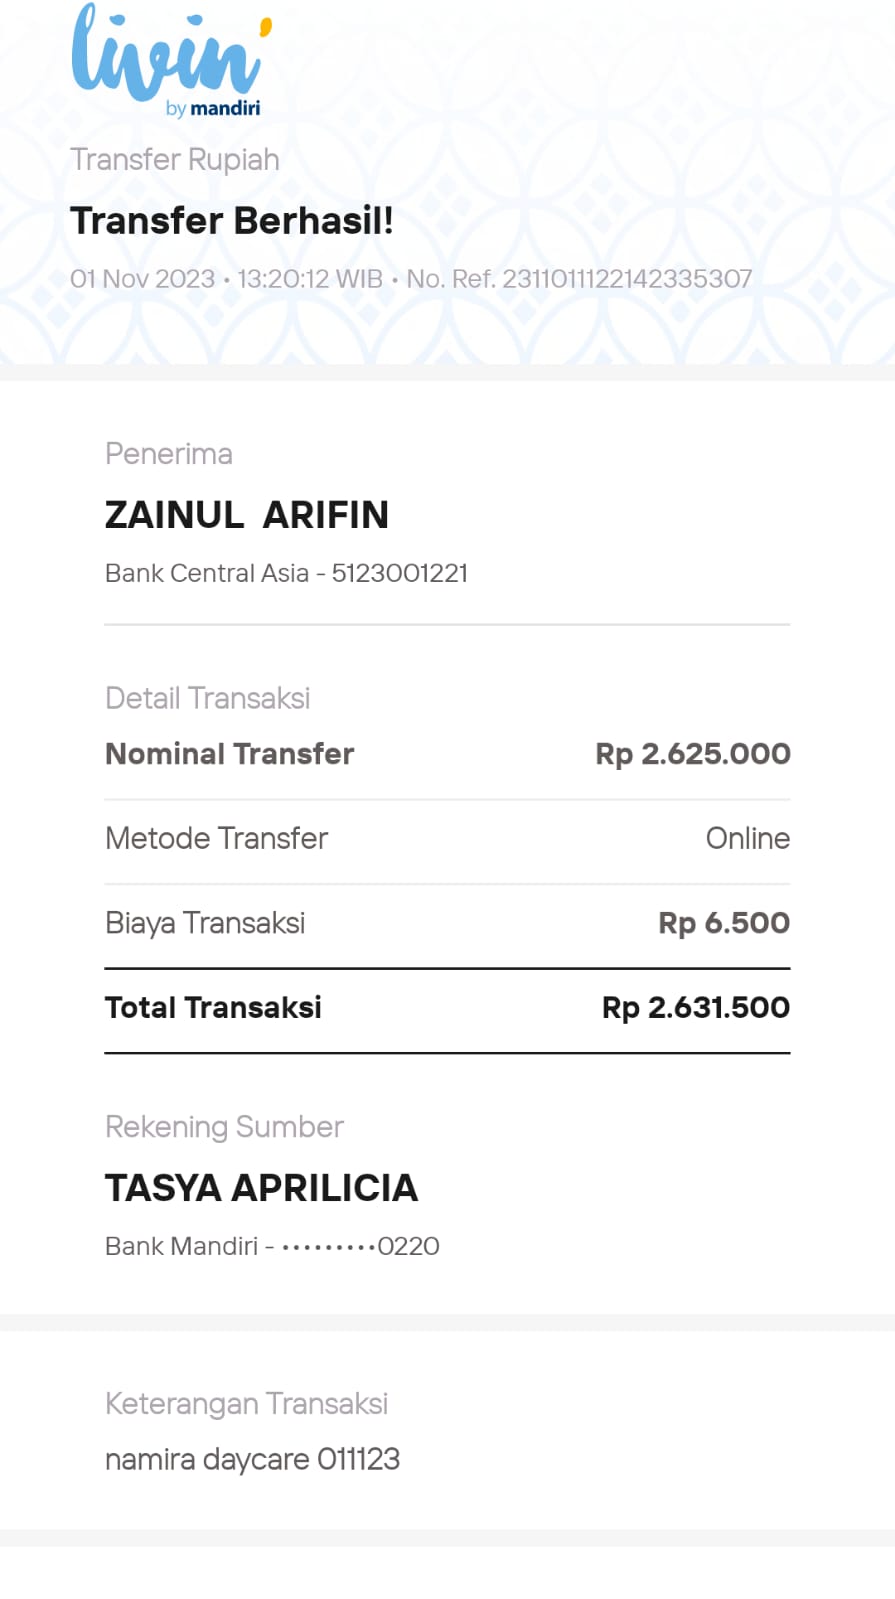 livin'
by mandiri
Transfer Rupiah
Transfer Berhasil!
01 Nov 2023 • 13:20:12 WIB • No. Ref. 2311011122142335307
Penerima
ZAINUL  ARIFIN
Bank Central Asia - 5123001221
Detail Transaksi
Nominal Transfer Rp 2.625.000
Metode Transfer Online
Biaya Transaksi Rp 6.500
Total Transaksi Rp 2.631.500
Rekening Sumber
TASYA APRILICIA
Bank Mandiri - •••••••••0220
Keterangan Transaksi
namira daycare 011123